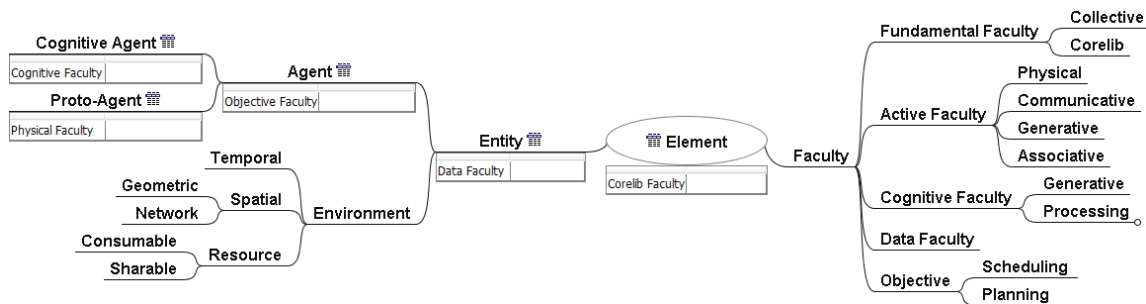 Cognitive Agent
Cognitive Faculty
Proto-Agent
Physical Faculty
Agent
Objective Faculty
Temporal
Geometric
Network
Spatial
Consumable
Sharable
Resource
Environment
Entity
Data Faculty
Element
Corelib Faculty
Faculty
Fundamental Faculty
Collective
Corelib
Active Faculty
Physical
Communicative
Generative
Associative
Cognitive Faculty
Generative
Processing
Data Faculty
Objective
Scheduling
Planning